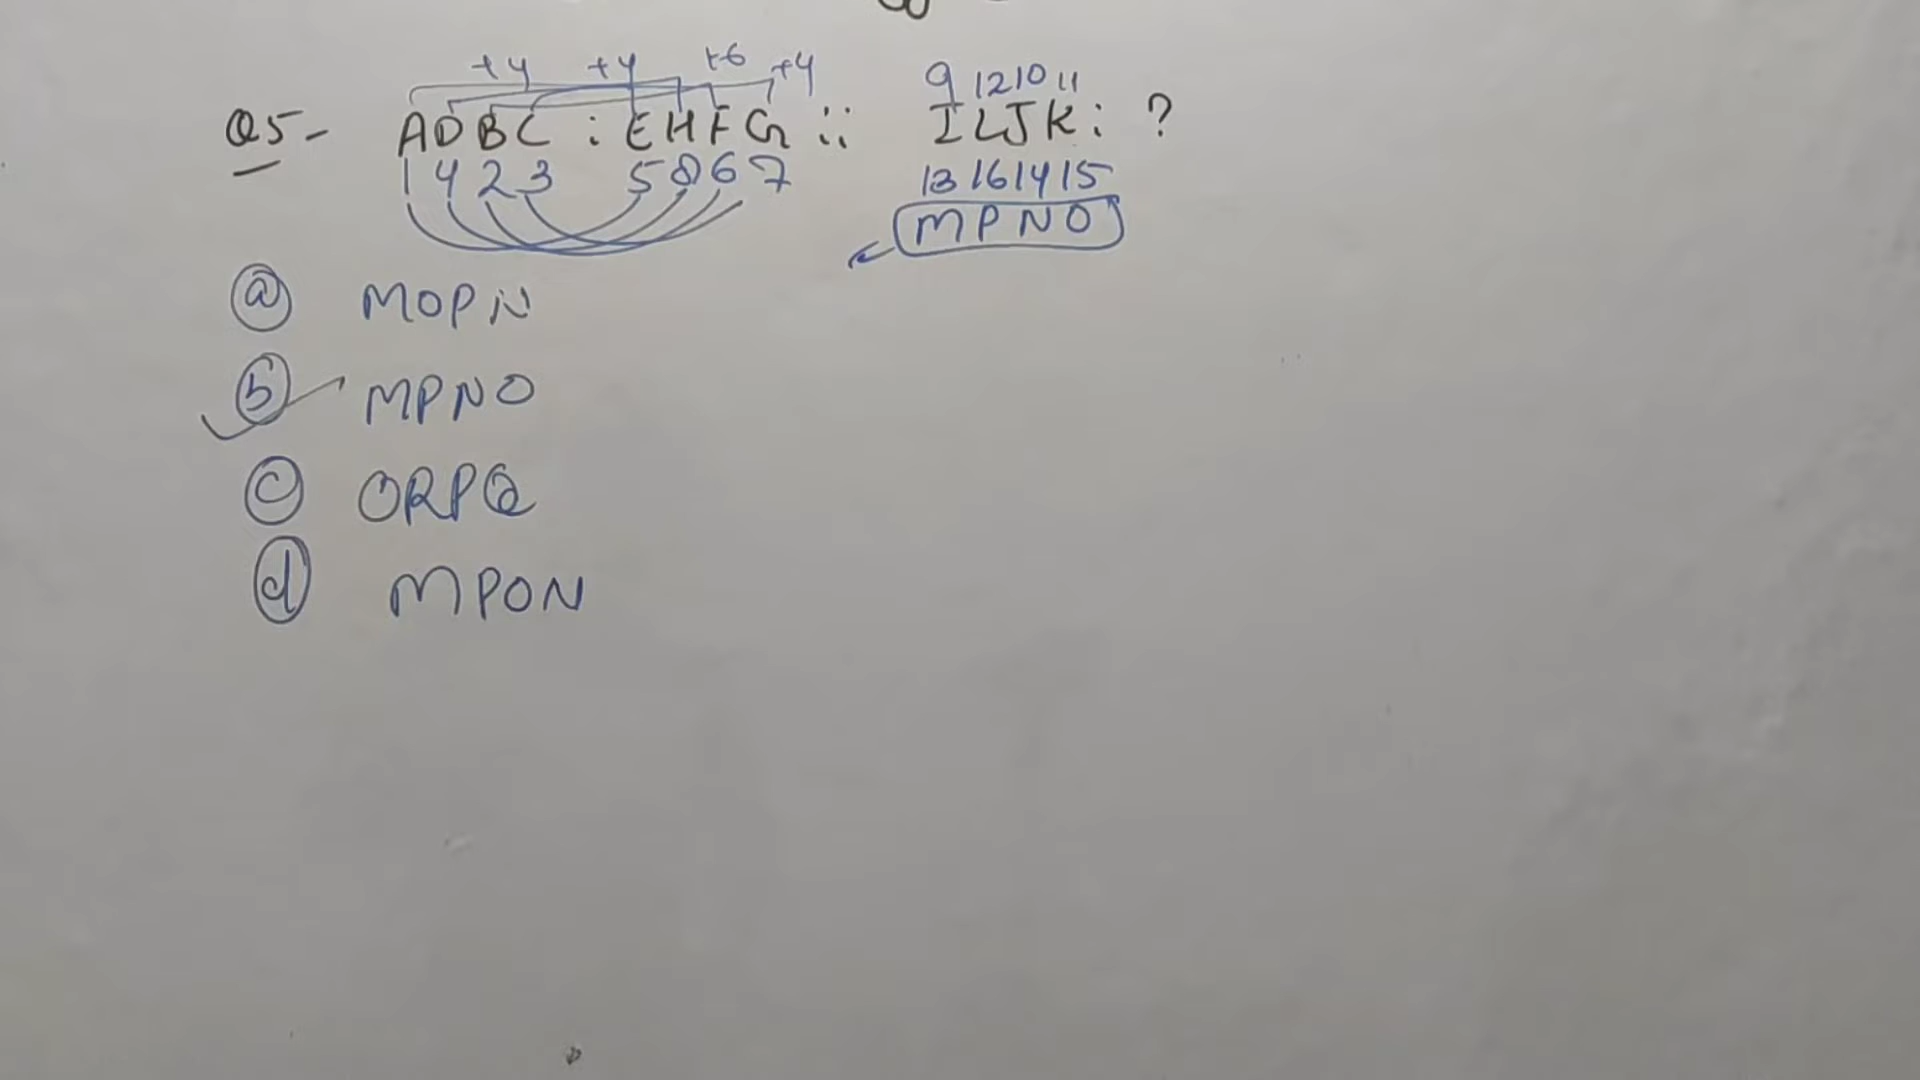 +4 +4 +6 +4
9 12 10 11
Q5- ADBC : EHFG :: ILJK : ?
1 4 2 3 5 8 6 7 13 16 14 15
MPNO
a MOPN
b MPNO
c ORPQ
d MPON